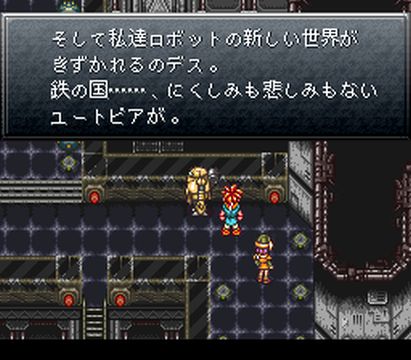 そして私達ロボットの新しい世界が
きずかれるのデス。
鉄の国……、にくしみも悲しみもない
ユートピアが。